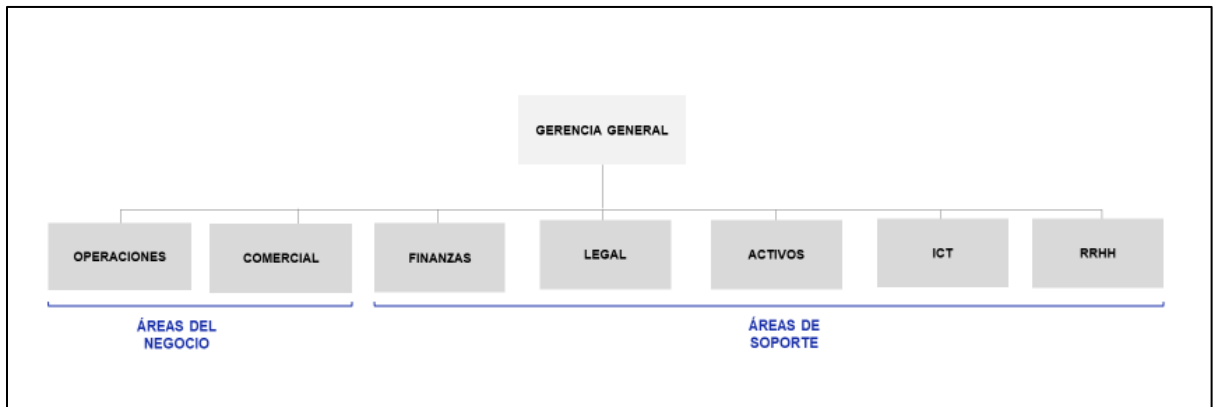 GERENCIA GENERAL
OPERACIONES
COMERCIAL
FINANZAS
LEGAL
ACTIVOS
ICT
RRHH
ÁREAS DEL
NEGOCIO
ÁREAS DE
SOPORTE